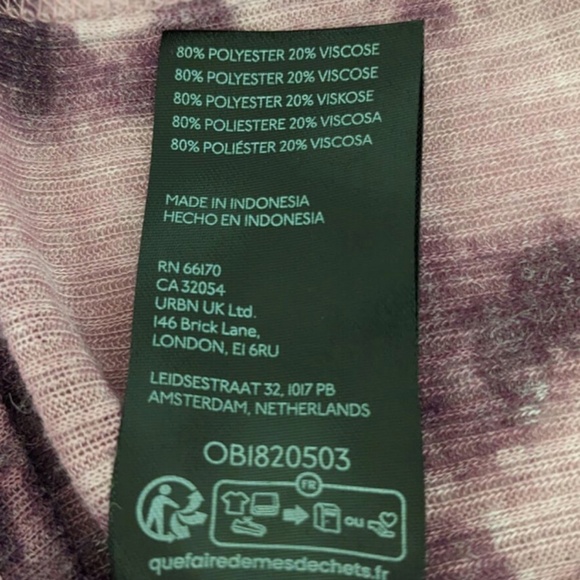 80% POLYESTER 20% VISCOSE
80% POLYESTER 20% VISCOSE
80% POLYESTER 20% VISKOSE
80% POLIESTERE 20% VISCOSA
80% POLIÉSTER 20% VISCOSA
MADE IN INDONESIA
HECHO EN INDONESIA
RN 66170
CA 32054
URBN UK Ltd.
146 Brick Lane,
LONDON, E1 6RU
LEIDSESTRAAT 32, 1017 PB
AMSTERDAM, NETHERLANDS
OB1820503
FR
ou
quefairedemesdechets.fr